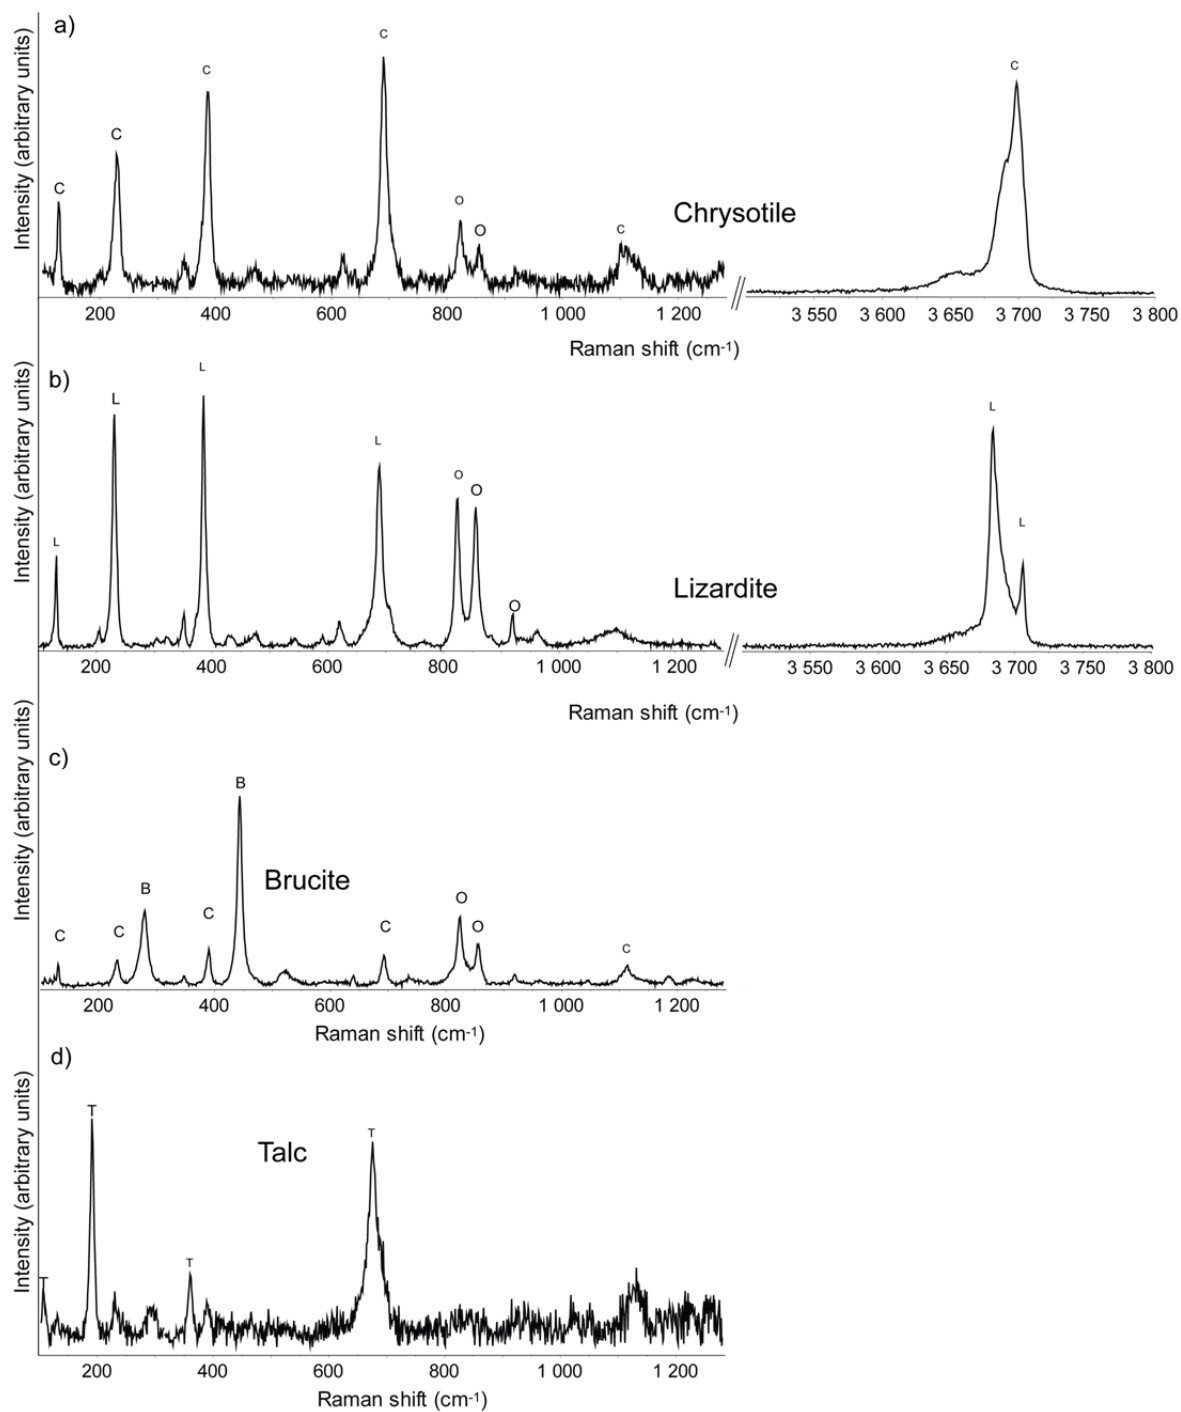 a)
Intensity (arbitrary units)
C
C
C
C
O
O
C
Chrysotile
C
200 400 600 800 1 000 1 200 3 550 3 600 3 650 3 700 3 750 3 800
Raman shift (cm-1)
b)
Intensity (arbitrary units)
L
L
L
L
O
O
O
Lizardite
L
L
200 400 600 800 1 000 1 200 3 550 3 600 3 650 3 700 3 750 3 800
Raman shift (cm-1)
c)
Intensity (arbitrary units)
C
C
B
C
B
Brucite
C
O
O
C
200 400 600 800 1 000 1 200
Raman shift (cm-1)
d)
Intensity (arbitrary units)
T
T
T
Talc
T
200 400 600 800 1 000 1 200
Raman shift (cm-1)